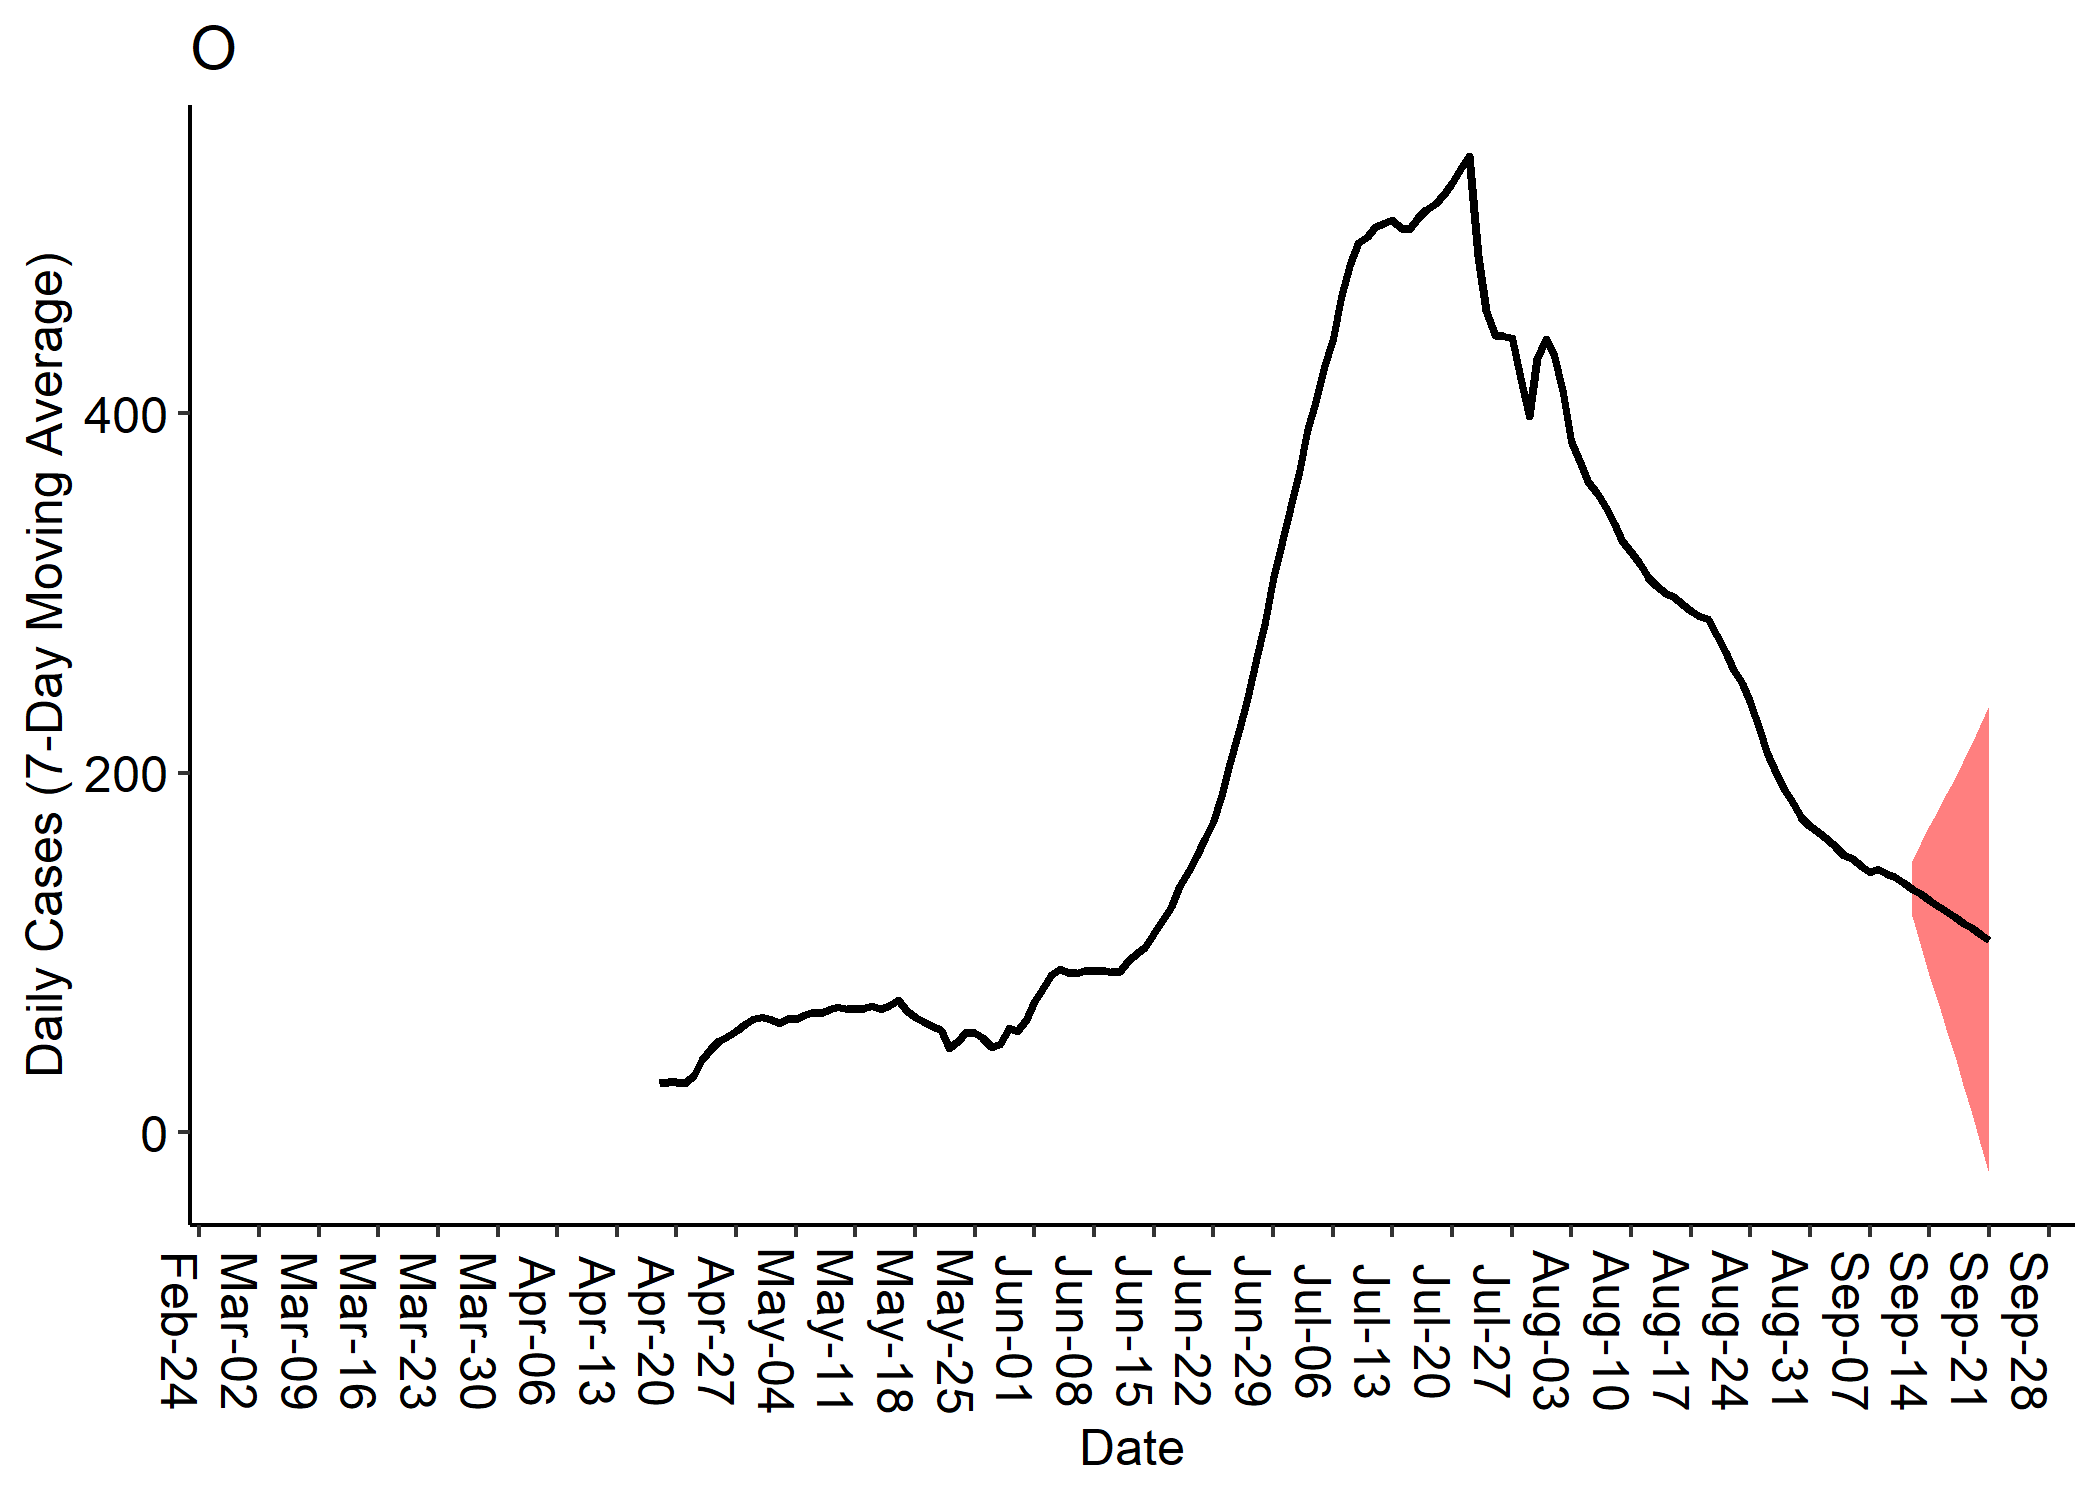 O
Daily Cases (7-Day Moving Average)
400
200
0
Feb-24
Mar-02
Mar-09
Mar-16
Mar-23
Mar-30
Apr-06
Apr-13
Apr-20
Apr-27
May-04
May-11
May-18
May-25
Jun-01
Jun-08
Jun-15
Jun-22
Jun-29
Jul-06
Jul-13
Jul-20
Jul-27
Aug-03
Aug-10
Aug-17
Aug-24
Aug-31
Sep-07
Sep-14
Sep-21
Sep-28
Date